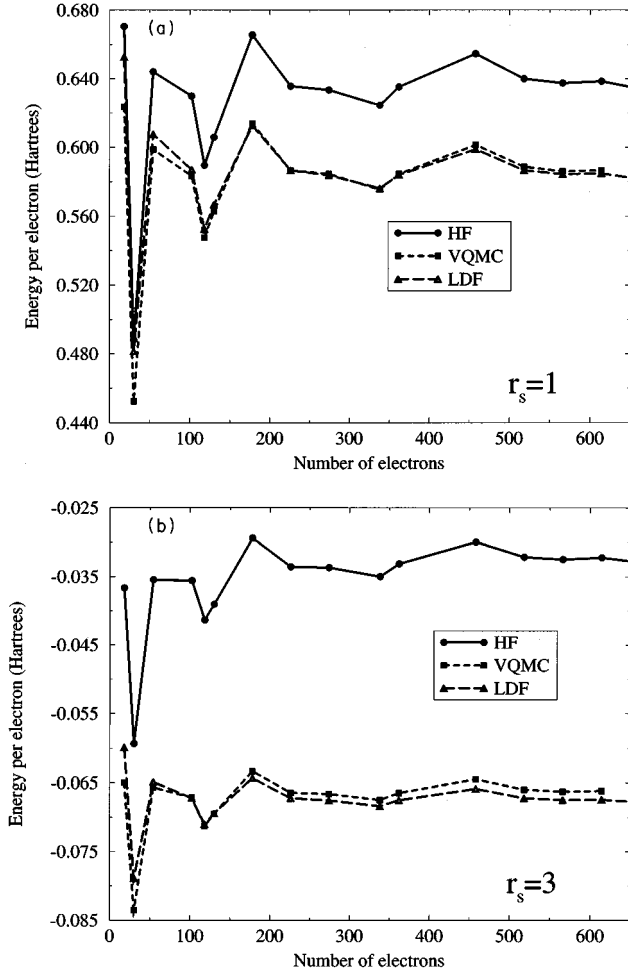 0.680
(a)
0.640
0.600
0.560
0.520
0.480
0.440
Energy per electron (Hartrees)
HF
VQMC
LDF
r_s=1
0 100 200 300 400 500 600
Number of electrons
-0.025
(b)
-0.035
-0.045
-0.055
-0.065
-0.075
-0.085
Energy per electron (Hartrees)
HF
VQMC
LDF
r_s=3
0 100 200 300 400 500 600
Number of electrons